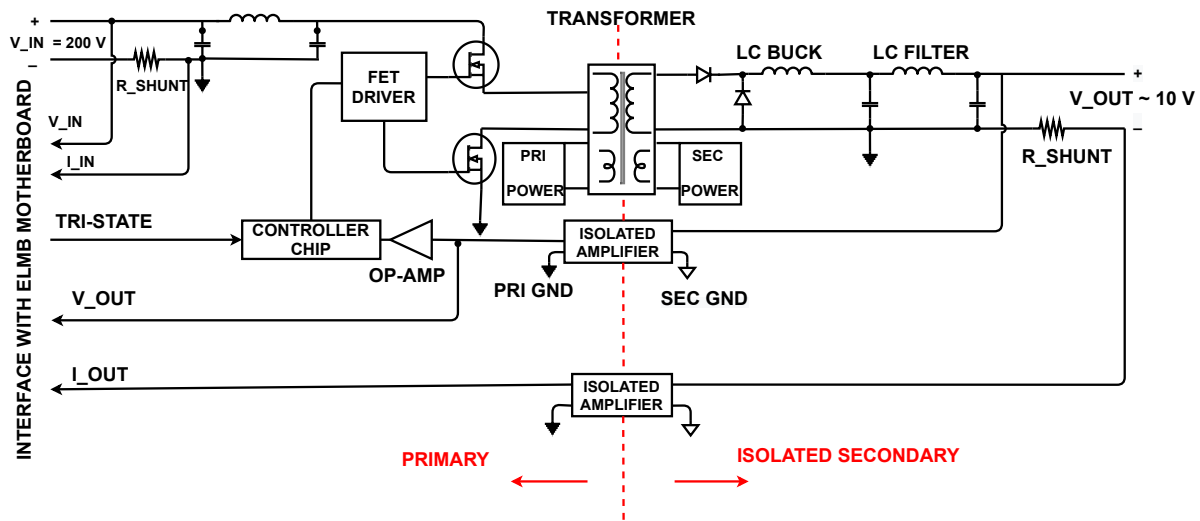 TRANSFORMER
+
V_IN = 200 V
–
R_SHUNT
FET
DRIVER
LC BUCK
LC FILTER
+
V_OUT ~ 10 V
–
R_SHUNT
V_IN
I_IN
PRI
POWER
SEC
POWER
INTERFACE WITH ELMB MOTHERBOARD
TRI-STATE
CONTROLLER
CHIP
OP-AMP
ISOLATED
AMPLIFIER
PRI GND
SEC GND
V_OUT
I_OUT
ISOLATED
AMPLIFIER
PRIMARY
ISOLATED SECONDARY